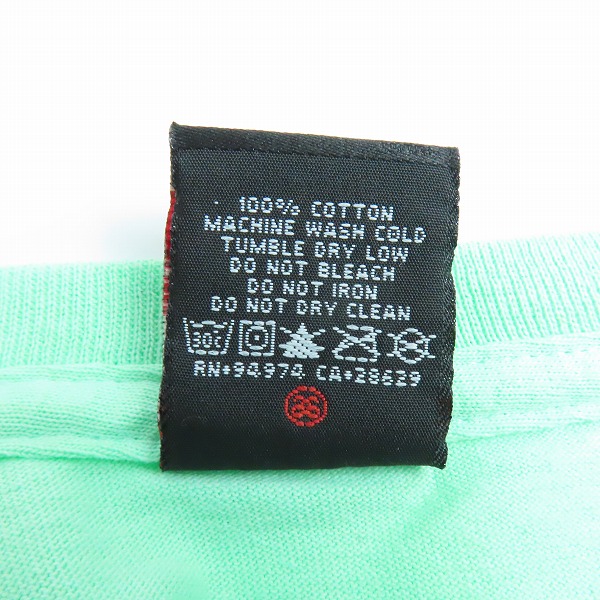 100% COTTON
MACHINE WASH COLD
TUMBLE DRY LOW
DO NOT BLEACH
DO NOT IRON
DO NOT DRY CLEAN
30C
RN+94974 CA+28629